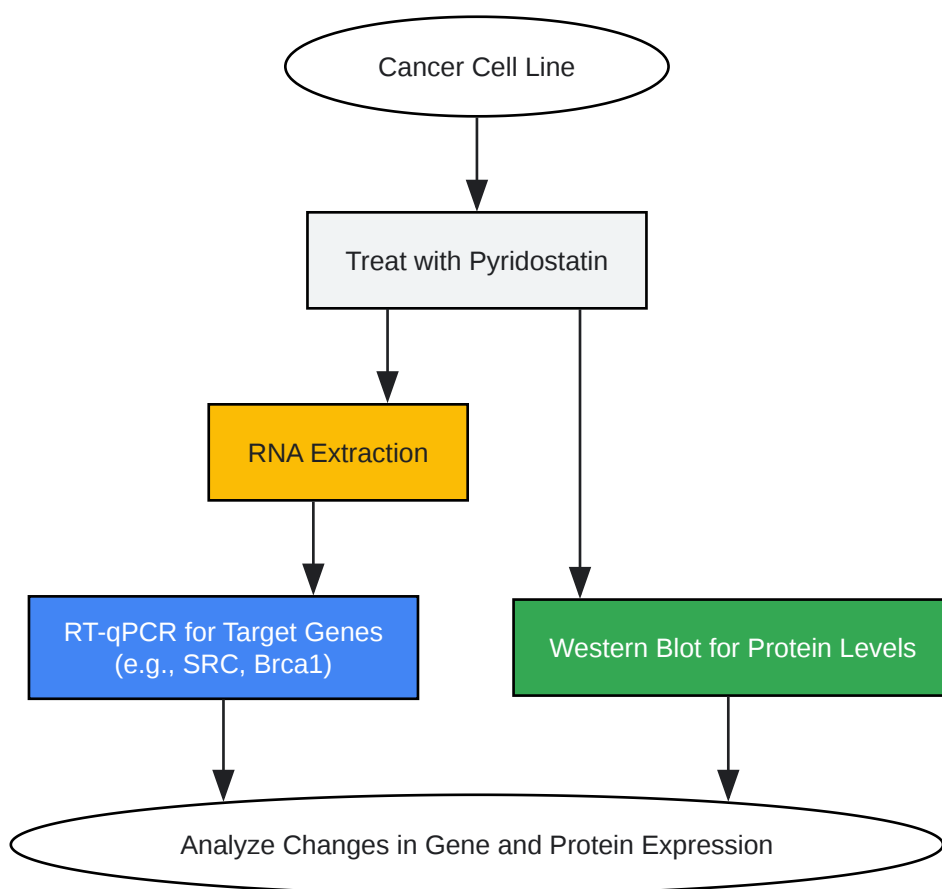 Cancer Cell Line
Treat with Pyridostatin
RNA Extraction
RT-qPCR for Target Genes
(e.g., SRC, Brca1)
Western Blot for Protein Levels
Analyze Changes in Gene and Protein Expression